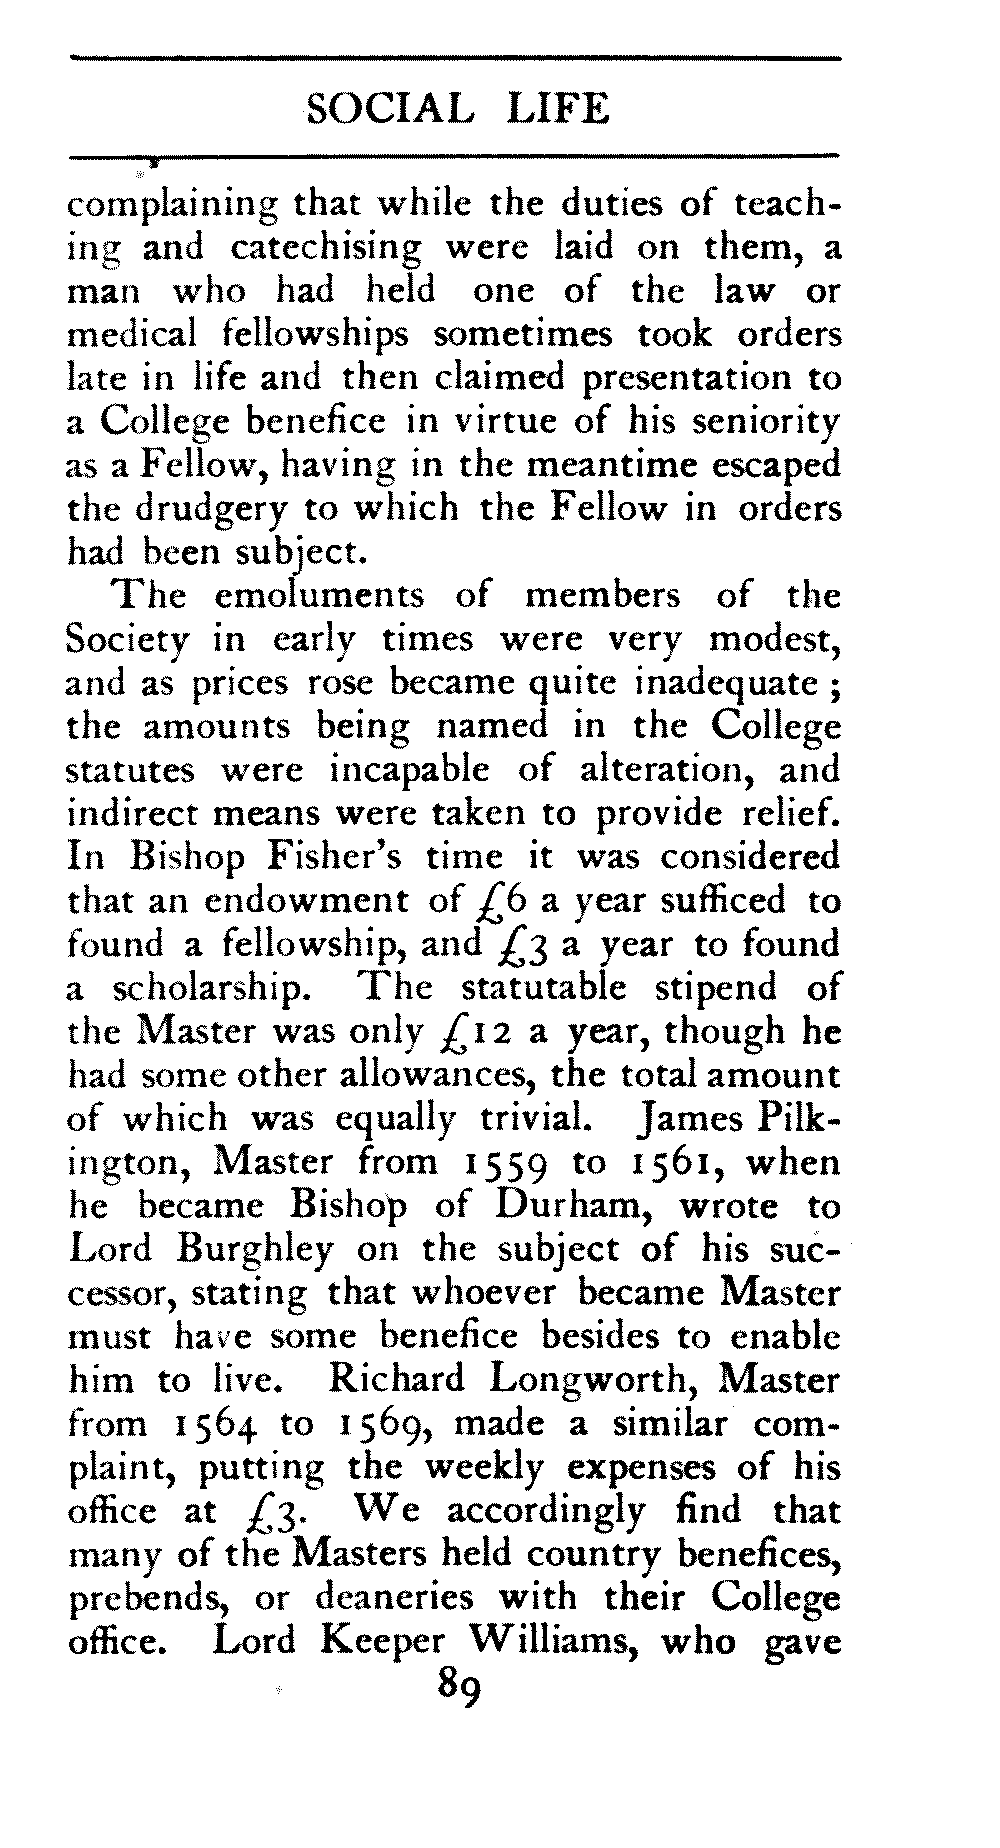 SOCIAL LIFE
complaining that while the duties of teach-
ing and catechising were laid on them, a
man who had held one of the law or
medical fellowships sometimes took orders
late in life and then claimed presentation to
a College benefice in virtue of his seniority
as a Fellow, having in the meantime escaped
the drudgery to which the Fellow in orders
had been subject.
The emoluments of members of the
Society in early times were very modest,
and as prices rose became quite inadequate ;
the amounts being named in the College
statutes were incapable of alteration, and
indirect means were taken to provide relief.
In Bishop Fisher's time it was considered
that an endowment of £6 a year sufficed to
found a fellowship, and £3 a year to found
a scholarship. The statutable stipend of
the Master was only £12 a year, though he
had some other allowances, the total amount
of which was equally trivial. James Pilk-
ington, Master from 1559 to 1561, when
he became Bishop of Durham, wrote to
Lord Burghley on the subject of his suc-
cessor, stating that whoever became Master
must have some benefice besides to enable
him to live. Richard Longworth, Master
from 1564 to 1569, made a similar com-
plaint, putting the weekly expenses of his
office at £3. We accordingly find that
many of the Masters held country benefices,
prebends, or deaneries with their College
office. Lord Keeper Williams, who gave
89